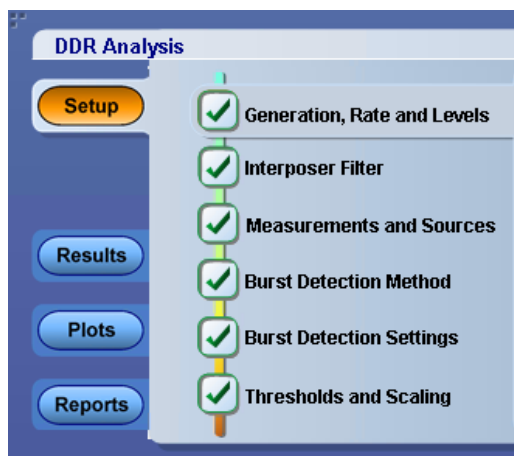 DDR Analysis
Setup
Generation, Rate and Levels
Interposer Filter
Measurements and Sources
Results
Burst Detection Method
Plots
Burst Detection Settings
Reports
Thresholds and Scaling